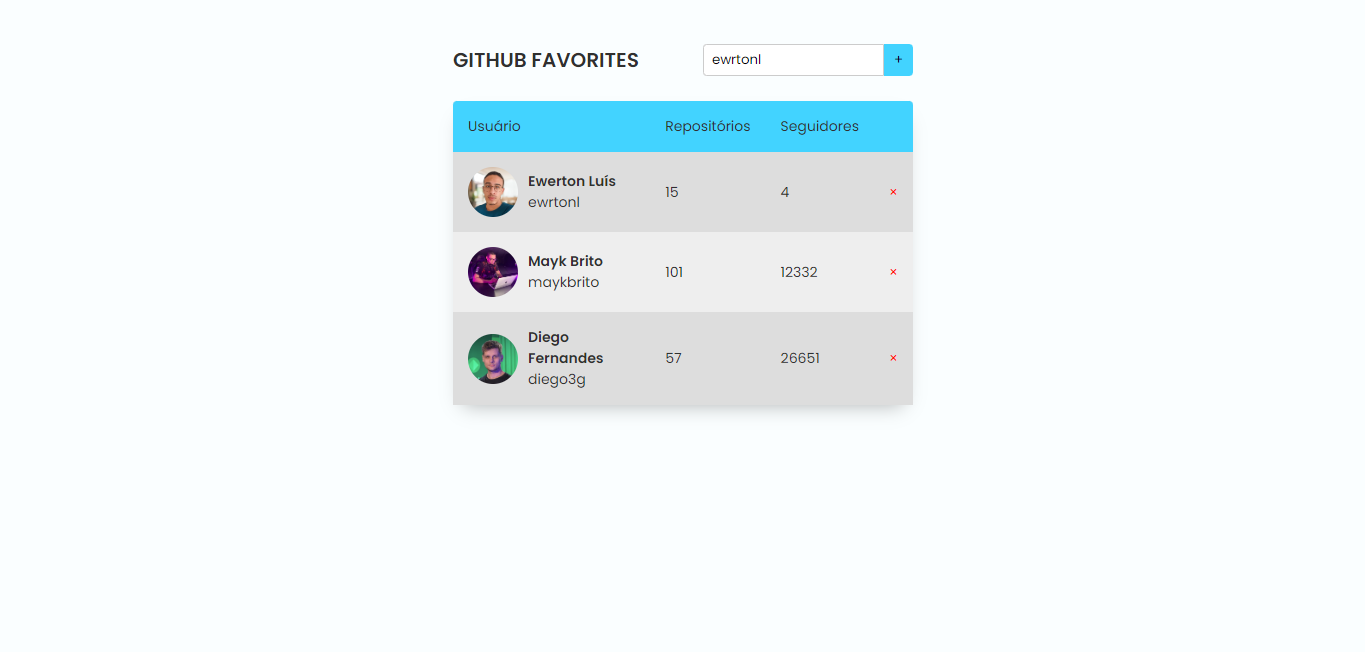 GITHUB FAVORITES
ewrtonl +
Usuário Repositórios Seguidores
Ewerton Luís
ewrtonl
15 4 ×
Mayk Brito
maykbrito
101 12332 ×
Diego
Fernandes
diego3g
57 26651 ×